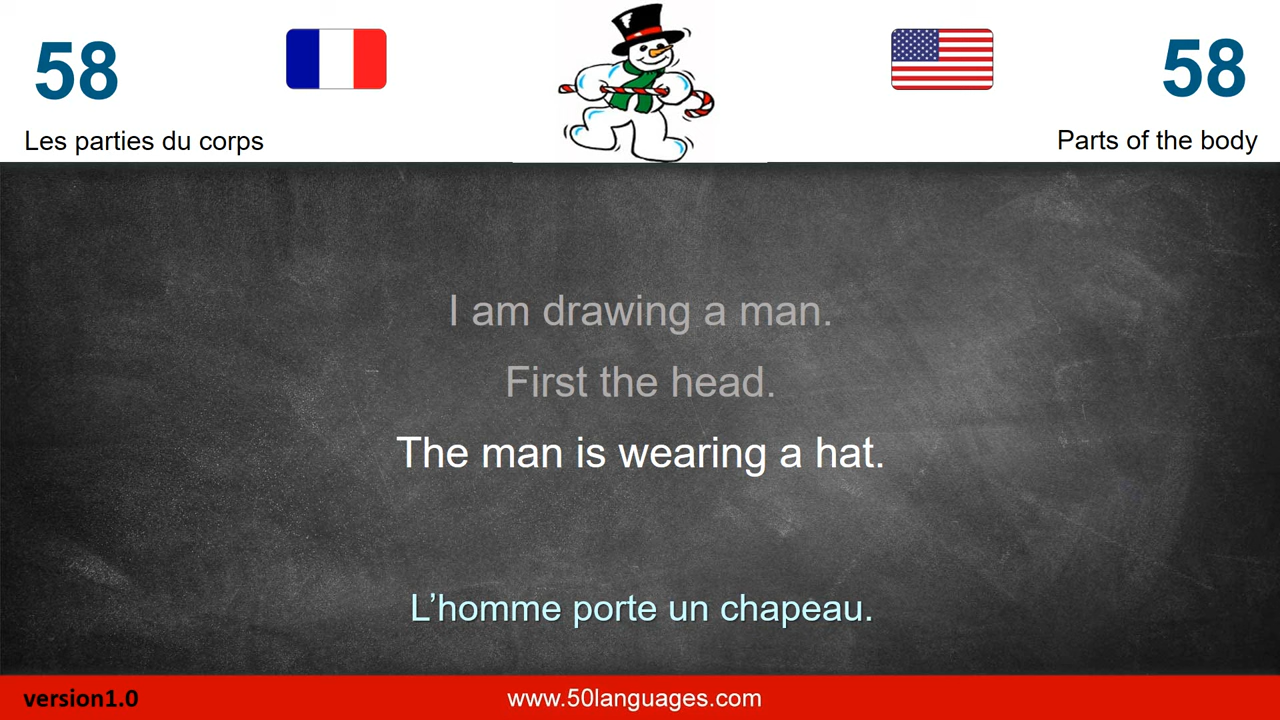 58
58
Les parties du corps
Parts of the body
I am drawing a man.
First the head.
The man is wearing a hat.
L’homme porte un chapeau.
version1.0
www.50languages.com